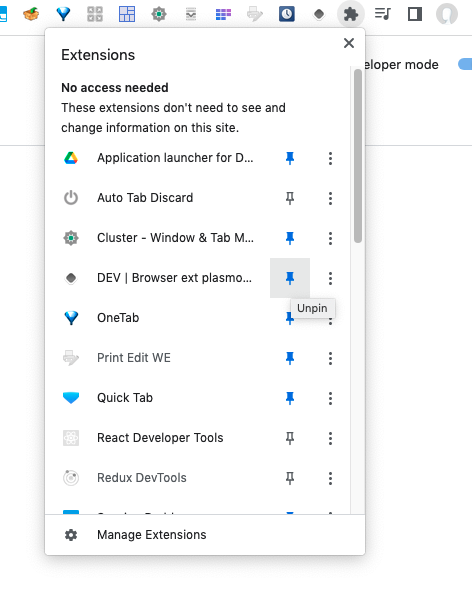 eloper mode
Extensions
No access needed
These extensions don't need to see and
change information on this site.
Application launcher for D...
Auto Tab Discard
Cluster - Window & Tab M...
DEV | Browser ext plasmo...
Unpin
OneTab
Print Edit WE
Quick Tab
React Developer Tools
Redux DevTools
Manage Extensions